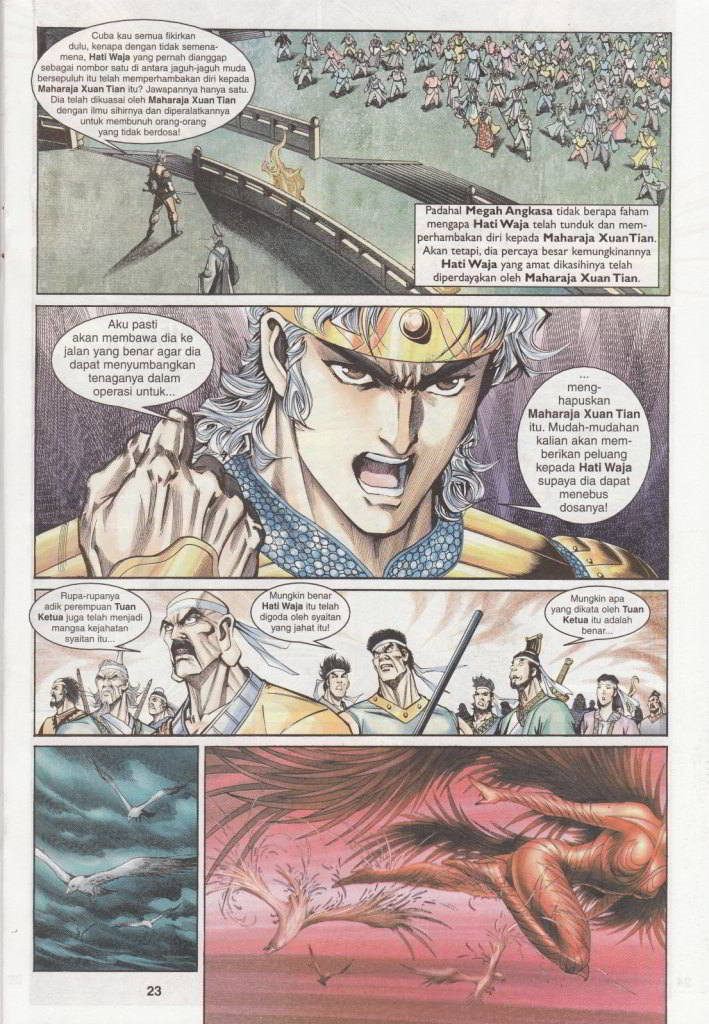 Cuba kau semua fikirkan
dulu, kenapa dengan tidak semena-
mena, Hati Waja yang pernah dianggap
sebagai nombor satu di antara jaguh-jaguh muda
bersepuluh itu telah memperhambakan diri kepada
Maharaja Xuan Tian itu? Jawapannya hanya satu.
Dia telah dikuasai oleh Maharaja Xuan Tian
dengan ilmu sihirnya dan diperalatkannya
untuk membunuh orang-orang
yang tidak berdosa!
Padahal Megah Angkasa tidak berapa faham
mengapa Hati Waja telah tunduk dan mem-
perhambakan diri kepada Maharaja XuanTian.
Akan tetapi, dia percaya besar kemungkinannya
Hati Waja yang amat dikasihinya telah
diperdayakan oleh Maharaja Xuan Tian.
Aku pasti
akan membawa dia ke
jalan yang benar agar dia
dapat menyumbangkan
tenaganya dalam
operasi untuk...
...
meng-
hapuskan
Maharaja Xuan Tian
itu. Mudah-mudahan
kalian akan mem-
berikan peluang
kepada Hati Waja
supaya dia dapat
menebus
dosanya!
Rupa-rupanya
adik perempuan Tuan
Ketua juga telah menjadi
mangsa kejahatan
syaitan itu...
Mungkin benar
Hati Waja itu telah
digoda oleh syaitan
yang jahat itu!
Mungkin apa
yang dikata oleh Tuan
Ketua itu adalah
benar...
23